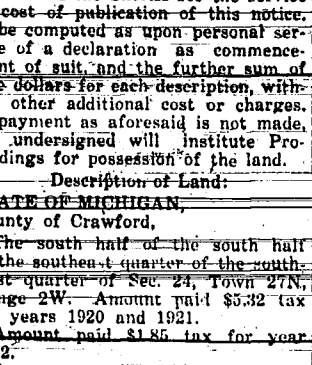 cost of publication of this notice.
be computed as upon personal ser-
e of a declaration as commence-
nt of suit, and the further sum of
e dollars for each description, with-
other additional cost or charges.
payment as aforesaid is not made,
undersigned will institute Pro-
dings for possession of the land.
Description of Land:
ATE OF MICHIGAN,
unty of Crawford,
The south half of the south half
the southeast quarter of the south-
st quarter of Sec. 24, Town 27N,
nge 2W. Amount paid $5.32 tax
years 1920 and 1921.
Amount paid $1.85 tax for year
2.